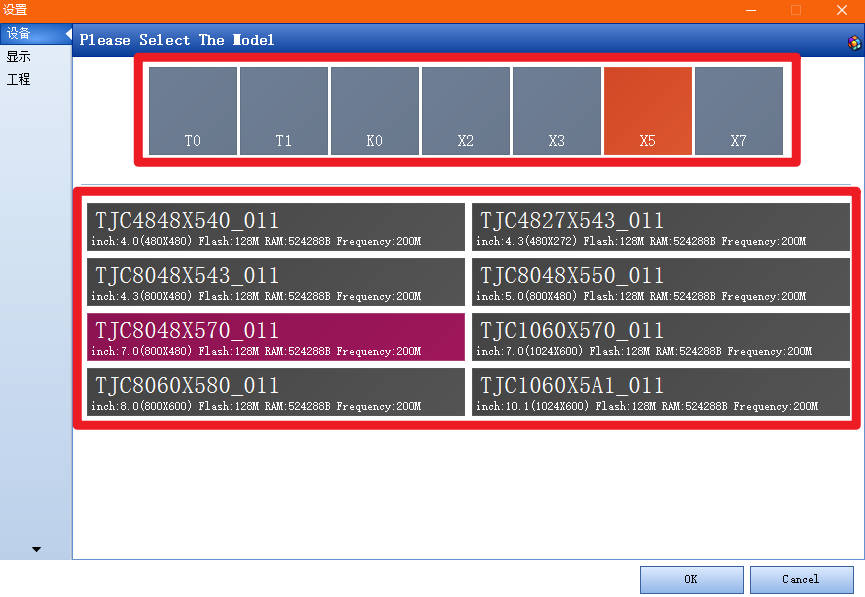 设置
设备
Please Select The Model
显示
工程
T0 T1 K0 X2 X3 X5 X7
TJC4848X540_011
inch:4.0(480X480) Flash:128M RAM:524288B Frequency:200M
TJC4827X543_011
inch:4.3(480X272) Flash:128M RAM:524288B Frequency:200M
TJC8048X543_011
inch:4.3(800X480) Flash:128M RAM:524288B Frequency:200M
TJC8048X550_011
inch:5.0(800X480) Flash:128M RAM:524288B Frequency:200M
TJC8048X570_011
inch:7.0(800X480) Flash:128M RAM:524288B Frequency:200M
TJC1060X570_011
inch:7.0(1024X600) Flash:128M RAM:524288B Frequency:200M
TJC8060X580_011
inch:8.0(800X600) Flash:128M RAM:524288B Frequency:200M
TJC1060X5A1_011
inch:10.1(1024X600) Flash:128M RAM:524288B Frequency:200M
OK Cancel